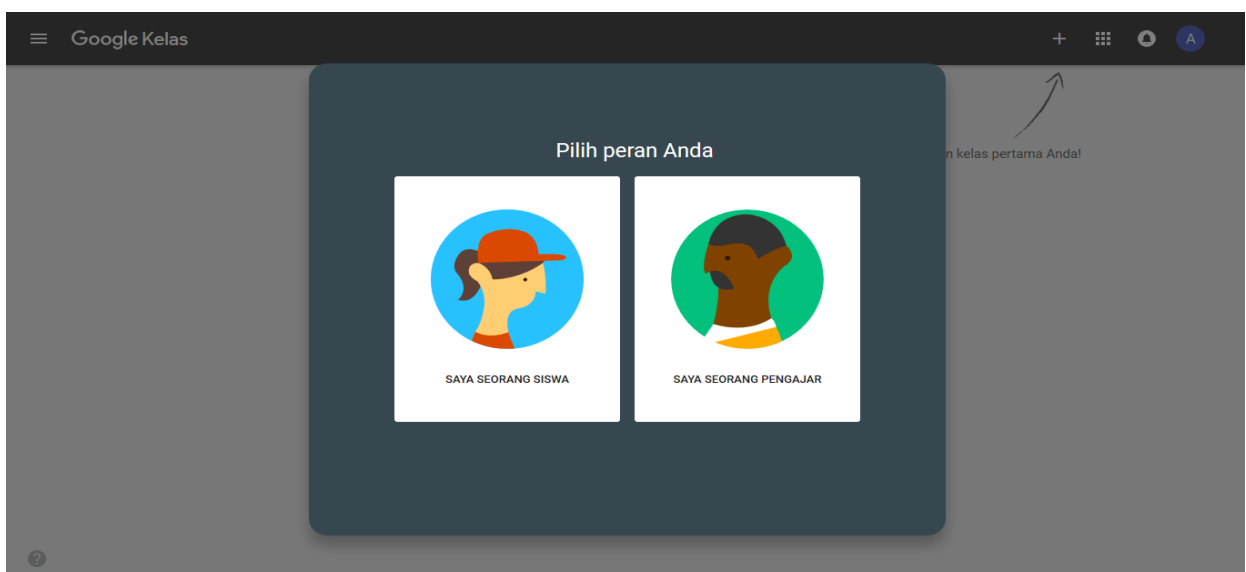 Google Kelas
A
Pilih peran Anda
n kelas pertama Anda!
SAYA SEORANG SISWA
SAYA SEORANG PENGAJAR
?